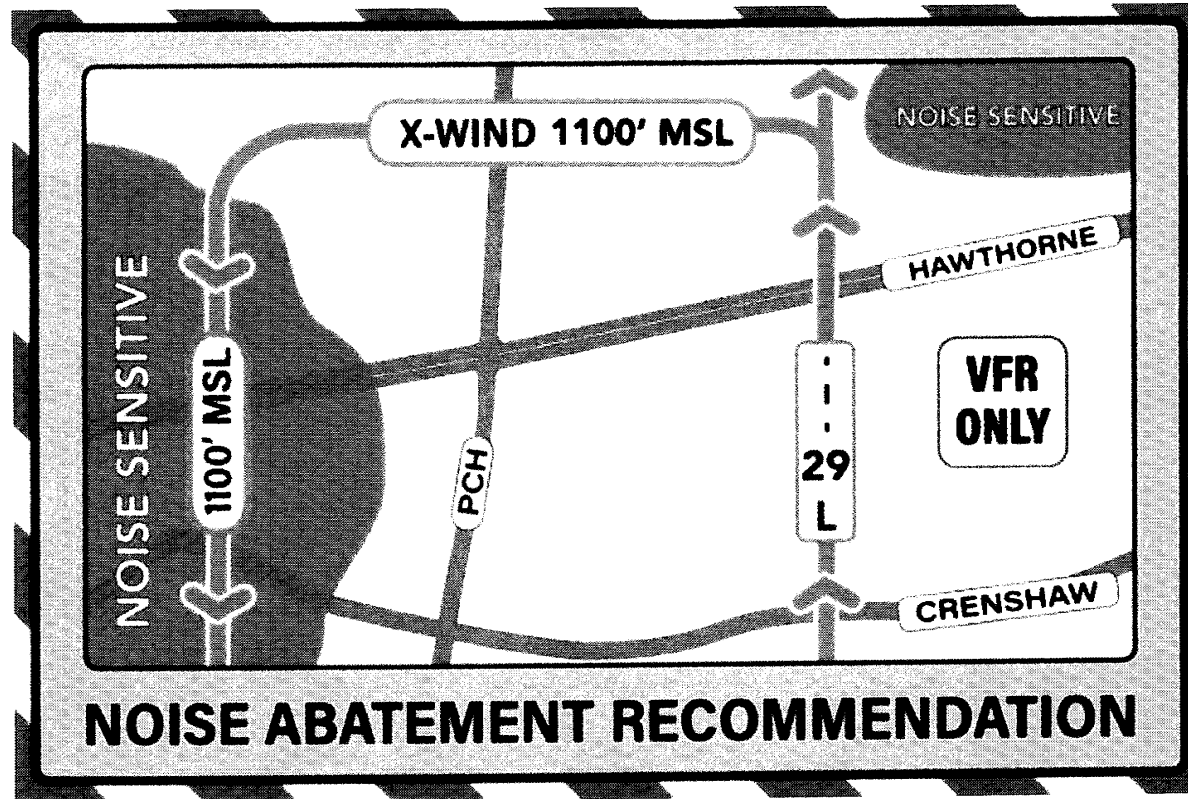 NOISE SENSITIVE
X-WIND 1100' MSL
HAWTHORNE
NOISE SENSITIVE
1100' MSL
VFR
ONLY
29
L
PCH
CRENSHAW
NOISE ABATEMENT RECOMMENDATION